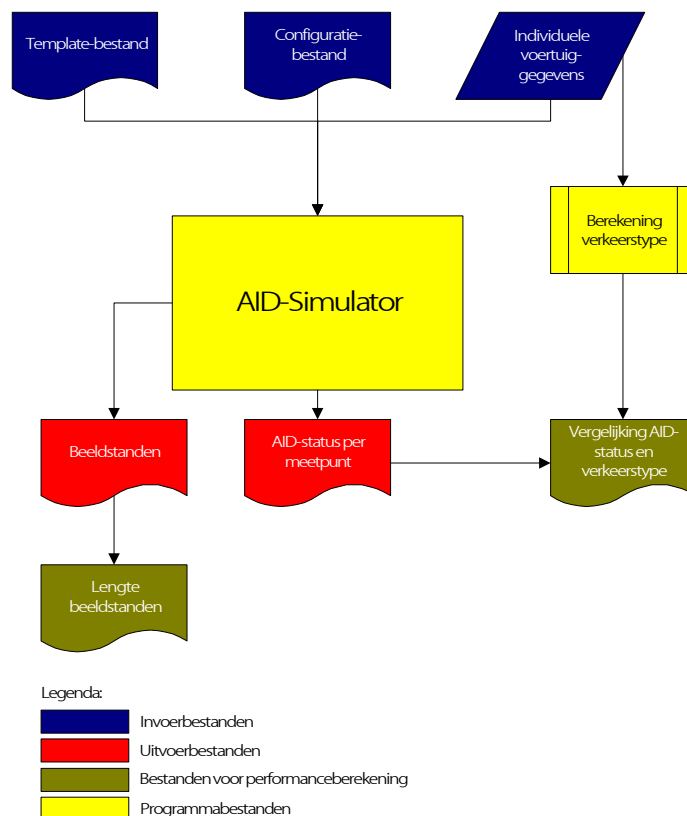 Template-bestand
Configuratie-
bestand
Individuele
voertuig-
gegevens
Berekening
verkeerstype
AID-Simulator
Beeldstanden
AID-status per
meetpunt
Vergelijking AID-
status en
verkeerstype
Lengte
beeldstanden
Legenda:
Invoerbestanden
Uitvoerbestanden
Bestanden voor performanceberekening
Programmabestanden